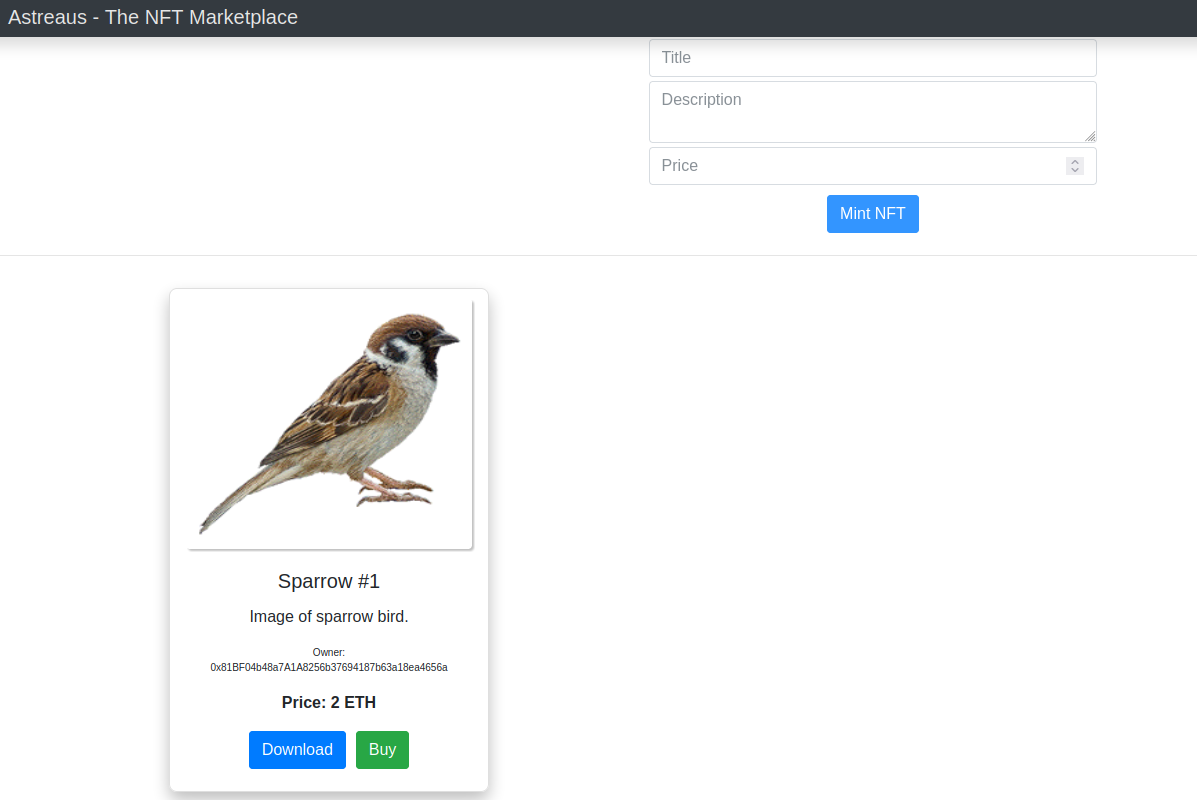 Astreaus - The NFT Marketplace
Title
Description
Price
Mint NFT
Sparrow #1
Image of sparrow bird.
Owner:
0x81BF04b48a7A1A8256b37694187b63a18ea4656a
Price: 2 ETH
Download Buy